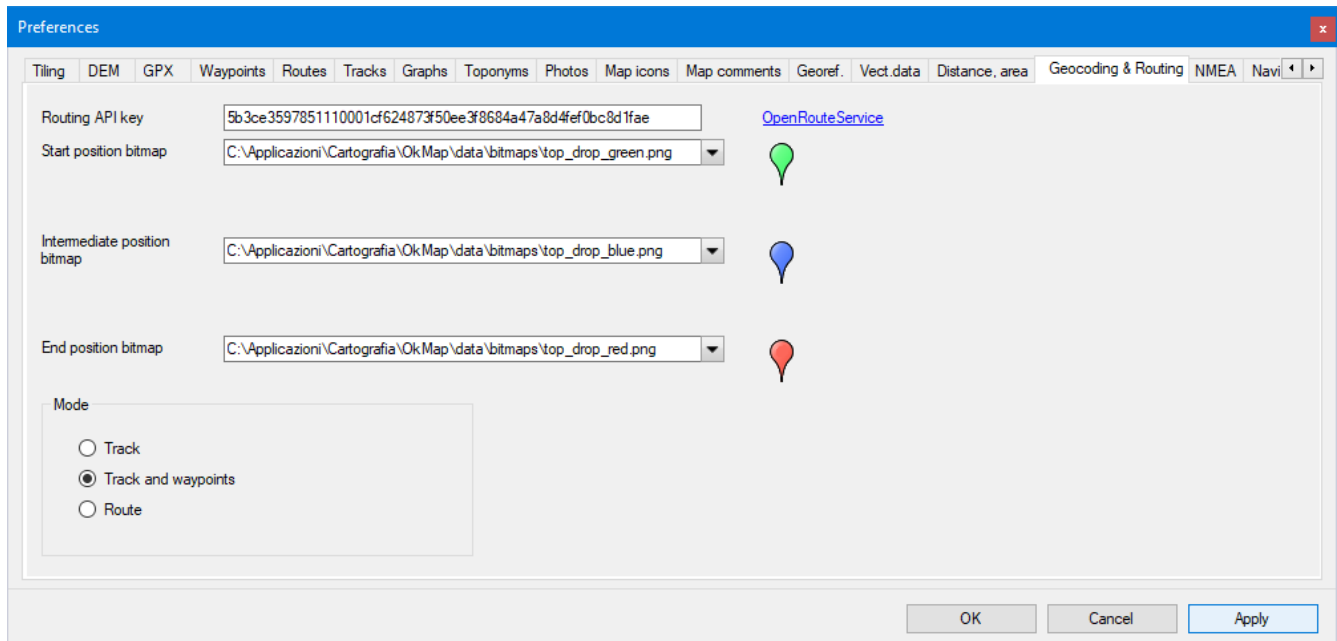 Preferences
x
Tiling DEM GPX Waypoints Routes Tracks Graphs Toponyms Photos Map icons Map comments Georef. Vect.data Distance, area Geocoding & Routing NMEA Navi
Routing API key 5b3ce3597851110001cf624873f50ee3f8684a47a8d4fef0bc8d1fae OpenRouteService
Start position bitmap C:\Applicazioni\Cartografia\OkMap\data\bitmaps\top_drop_green.png
Intermediate position
bitmap C:\Applicazioni\Cartografia\OkMap\data\bitmaps\top_drop_blue.png
End position bitmap C:\Applicazioni\Cartografia\OkMap\data\bitmaps\top_drop_red.png
Mode
Track
Track and waypoints
Route
OK Cancel Apply